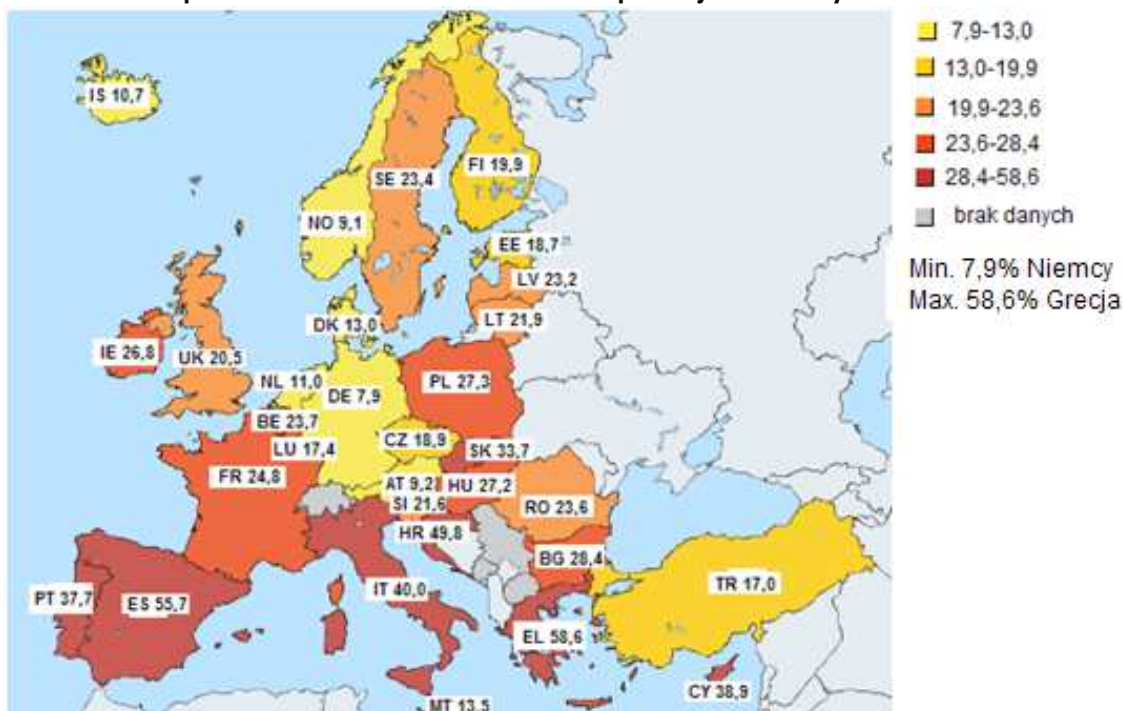 7,9-13,0
13,0-19,9
19,9-23,6
23,6-28,4
28,4-58,6
brak danych
Min. 7,9% Niemcy
Max. 58,6% Grecja
IS 10,7
FI 19,9
SE 23,4
NO 9,1
EE 18,7
LV 23,2
DK 13,0
LT 21,9
IE 26,8
UK 20,5
NL 11,0
PL 27,3
DE 7,9
BE 23,7
CZ 18,9
LU 17,4
SK 33,7
FR 24,8
AT 9,2
HU 27,2
SI 21,6
RO 23,6
HR 49,8
BG 28,4
TR 17,0
IT 40,0
PT 37,7
ES 55,7
EL 58,6
CY 38,9
MT 13,5